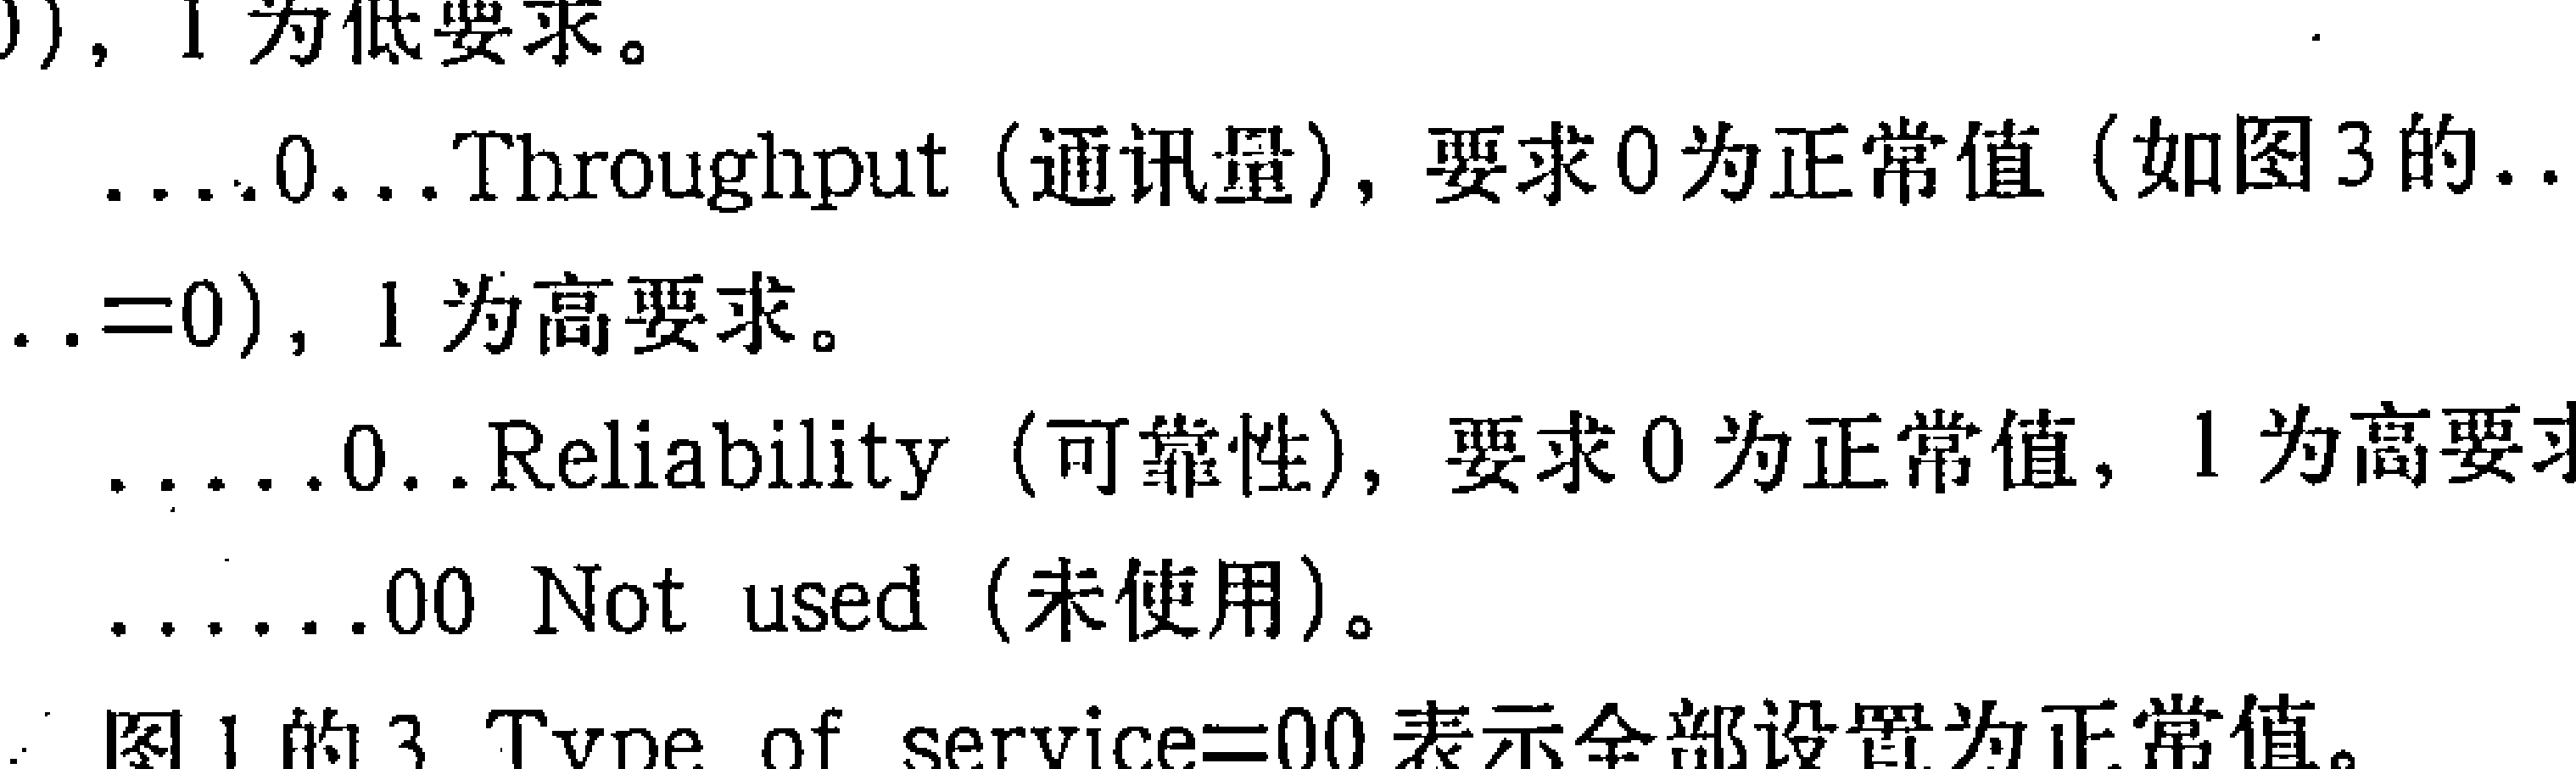 0)，1 为低要求。
....0...Throughput（通讯量），要求0为正常值（如图3的..
..=0)，1 为高要求。
.....0..Reliability（可靠性），要求0为正常值，1 为高要求
......00 Not used（未使用）。
图1的3 Type of service=00表示全部设置为正常值。